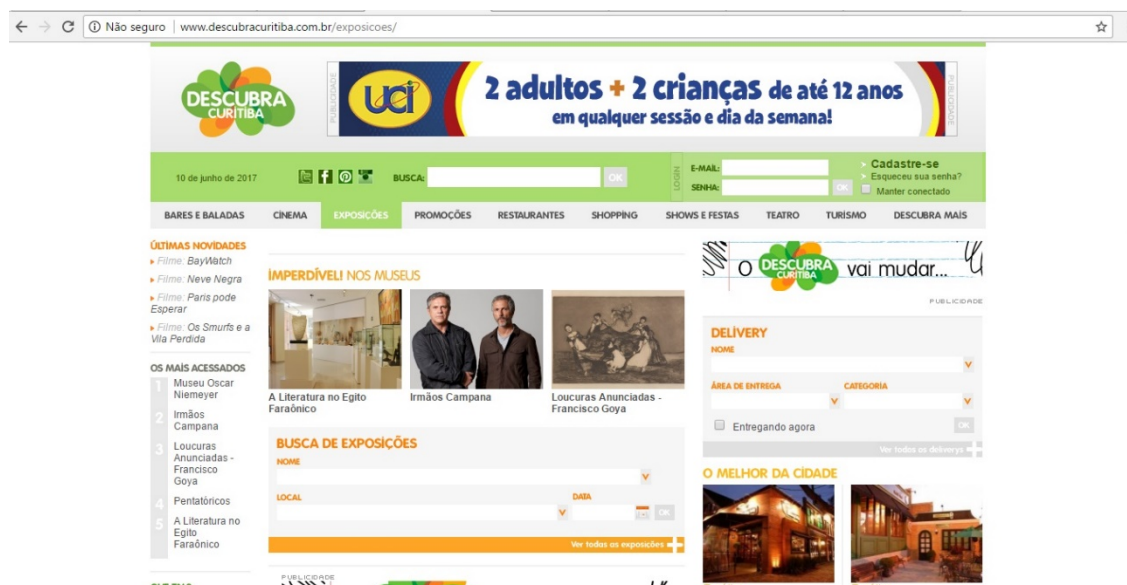 Não seguro | www.descubracuritiba.com.br/exposicoes/
DESCUBRA
CURITIBA
PUBLICIDADE
UCI
2 adultos + 2 crianças de até 12 anos
em qualquer sessão e dia da semana!
PUBLICIDADE
10 de junho de 2017
BUSCA:
OK
LOGIN
E-MAIL:
SENHA:
OK
Cadastre-se
Esqueceu sua senha?
Manter conectado
BARES E BALADAS CINEMA EXPOSIÇÕES PROMOÇÕES RESTAURANTES SHOPPING SHOWS E FESTAS TEATRO TURISMO DESCUBRA MAIS
ÚLTIMAS NOVIDADES
Filme: BayWatch
Filme: Neve Negra
Filme: Paris pode
Esperar
Filme: Os Smurfs e a
Vila Perdida
OS MAIS ACESSADOS
1 Museu Oscar
Niemeyer
2 Irmãos
Campana
3 Loucuras
Anunciadas -
Francisco
Goya
4 Pentatóricos
5 A Literatura no
Egito
Faraônico
IMPERDÍVEL! NOS MUSEUS
A Literatura no Egito
Faraônico
Irmãos Campana
Loucuras Anunciadas -
Francisco Goya
BUSCA DE EXPOSIÇÕES
NOME
LOCAL
DATA
OK
Ver todas as exposições
PUBLICIDADE
O DESCUBRA CURITIBA vai mudar...
PUBLICIDADE
DELIVERY
NOME
ÁREA DE ENTREGA
CATEGORIA
Entregando agora
OK
Ver todos os deliverys
O MELHOR DA CIDADE